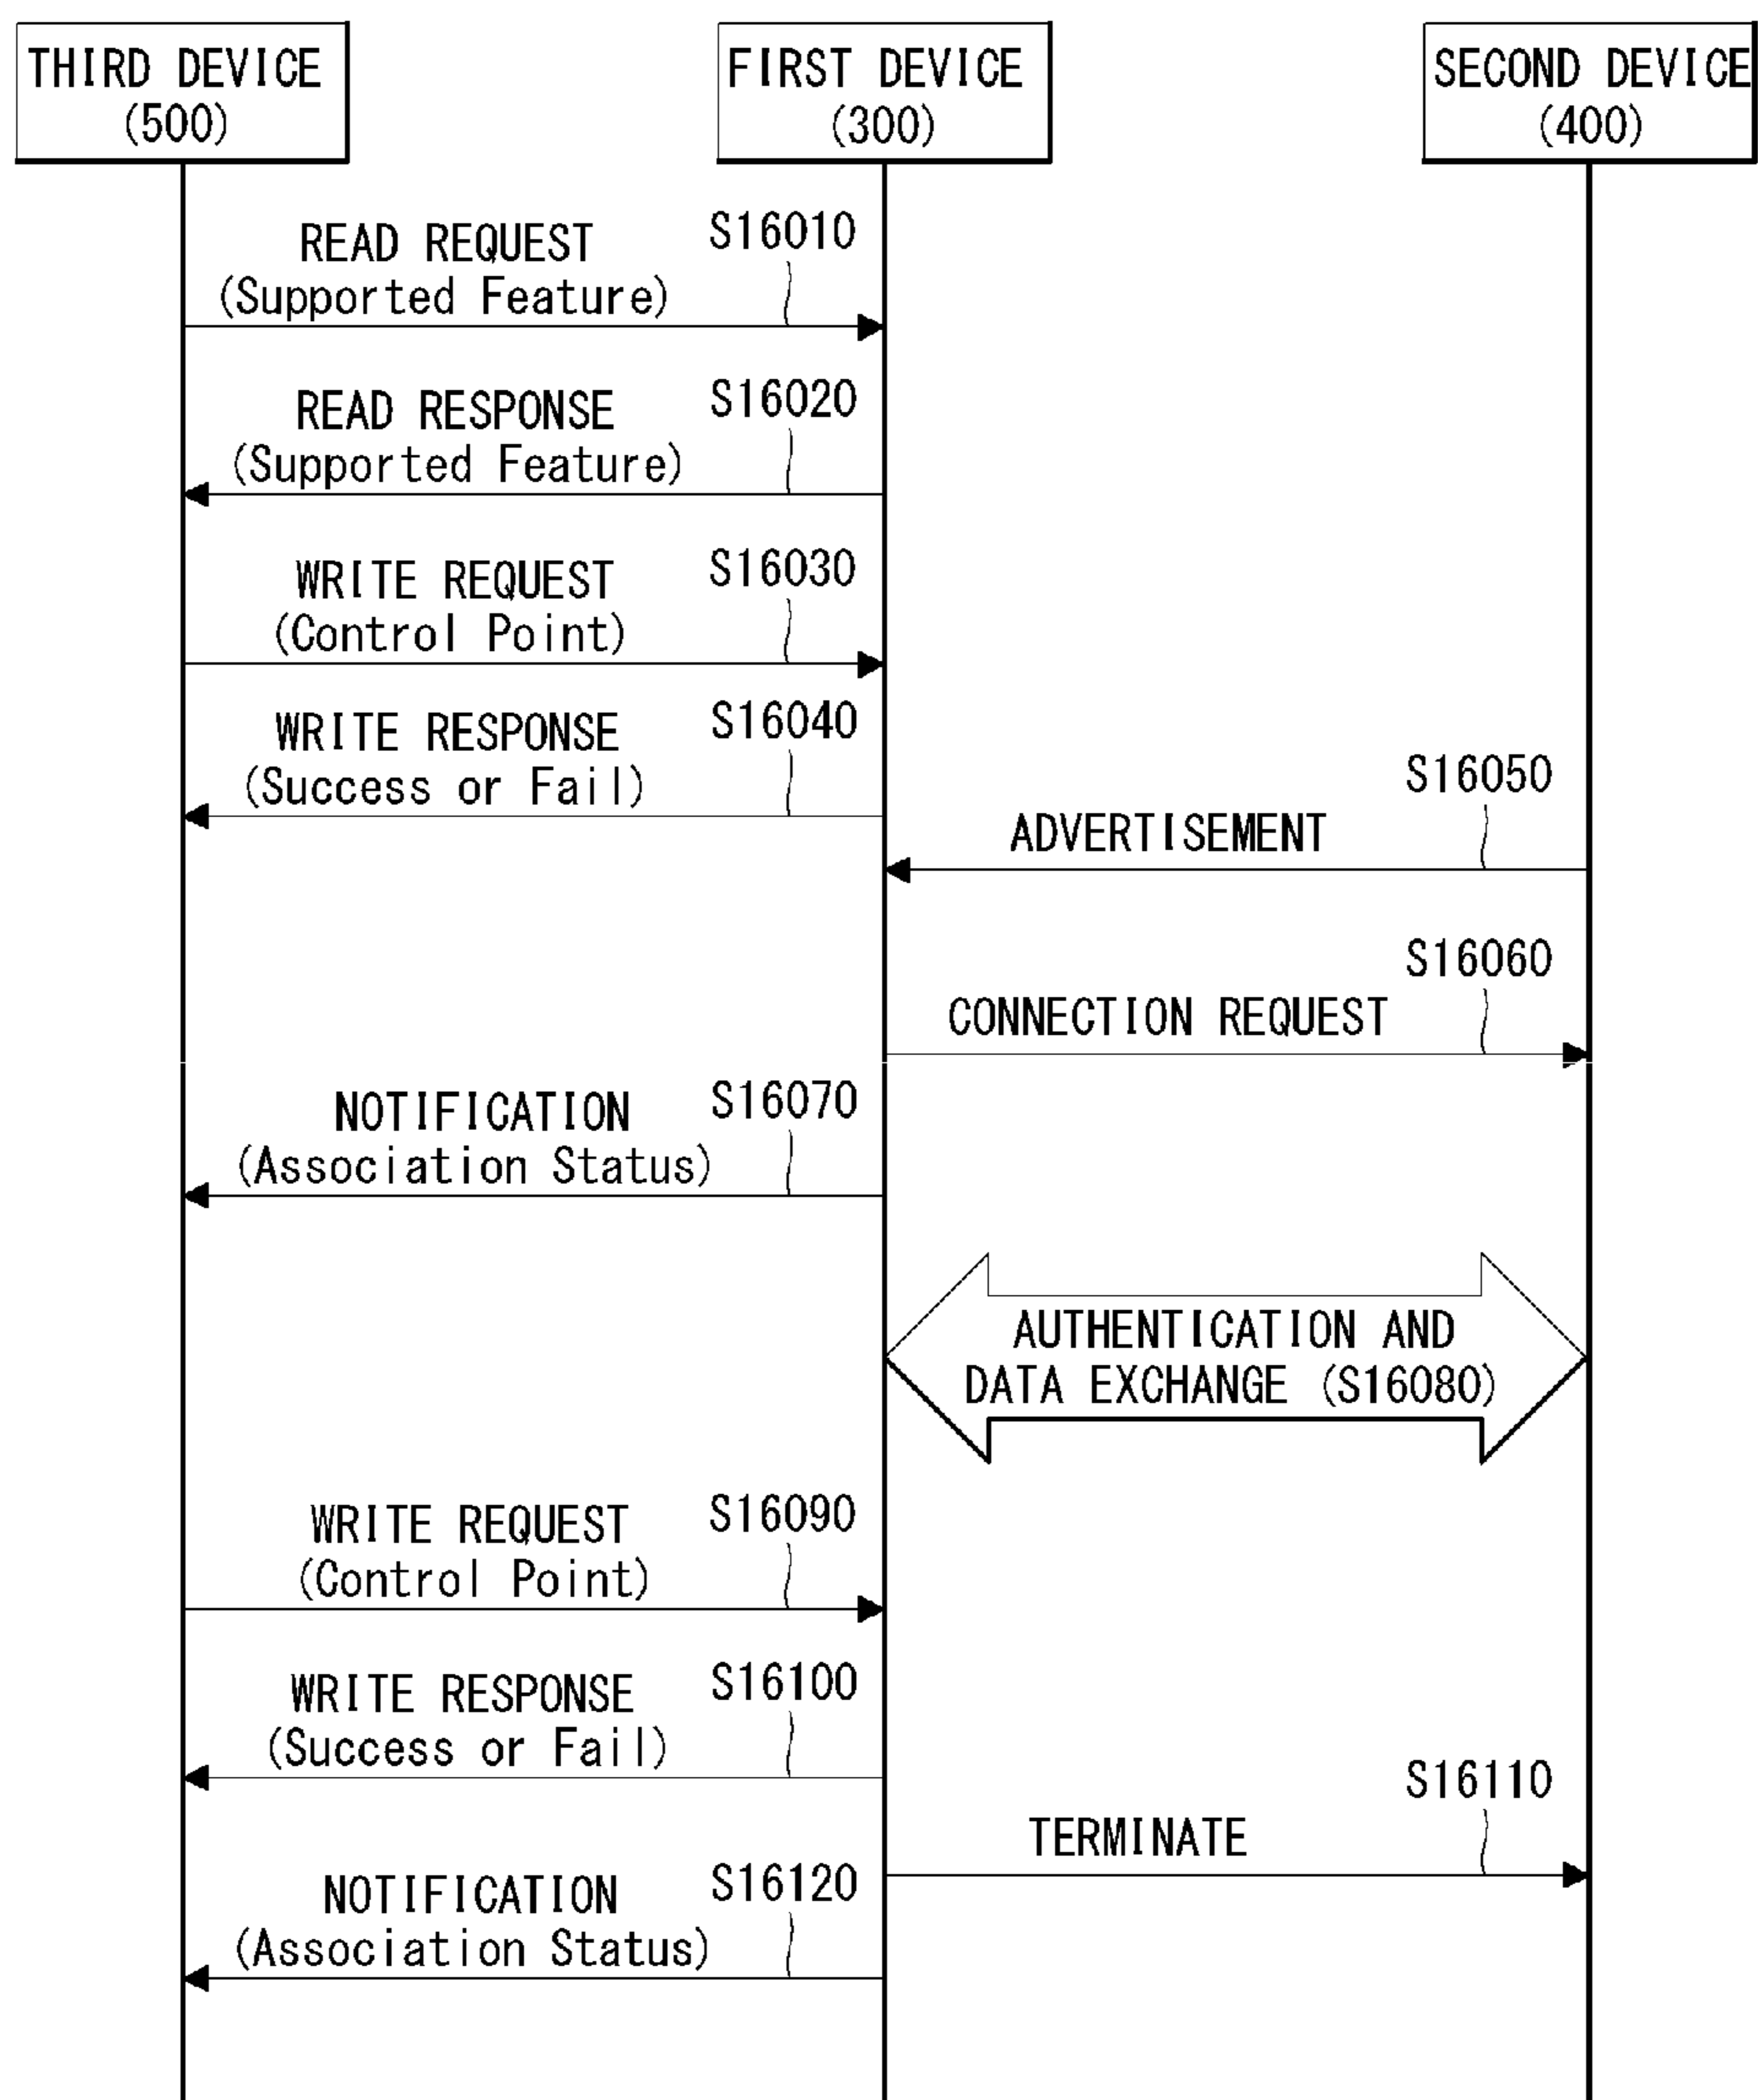 THIRD DEVICE
(500)
FIRST DEVICE
(300)
SECOND DEVICE
(400)
READ REQUEST
(Supported Feature)
S16010
READ RESPONSE
(Supported Feature)
S16020
WRITE REQUEST
(Control Point)
S16030
WRITE RESPONSE
(Success or Fail)
S16040
S16050
ADVERTISEMENT
S16060
CONNECTION REQUEST
NOTIFICATION
(Association Status)
S16070
AUTHENTICATION AND
DATA EXCHANGE (S16080)
WRITE REQUEST
(Control Point)
S16090
WRITE RESPONSE
(Success or Fail)
S16100
S16110
TERMINATE
NOTIFICATION
(Association Status)
S16120